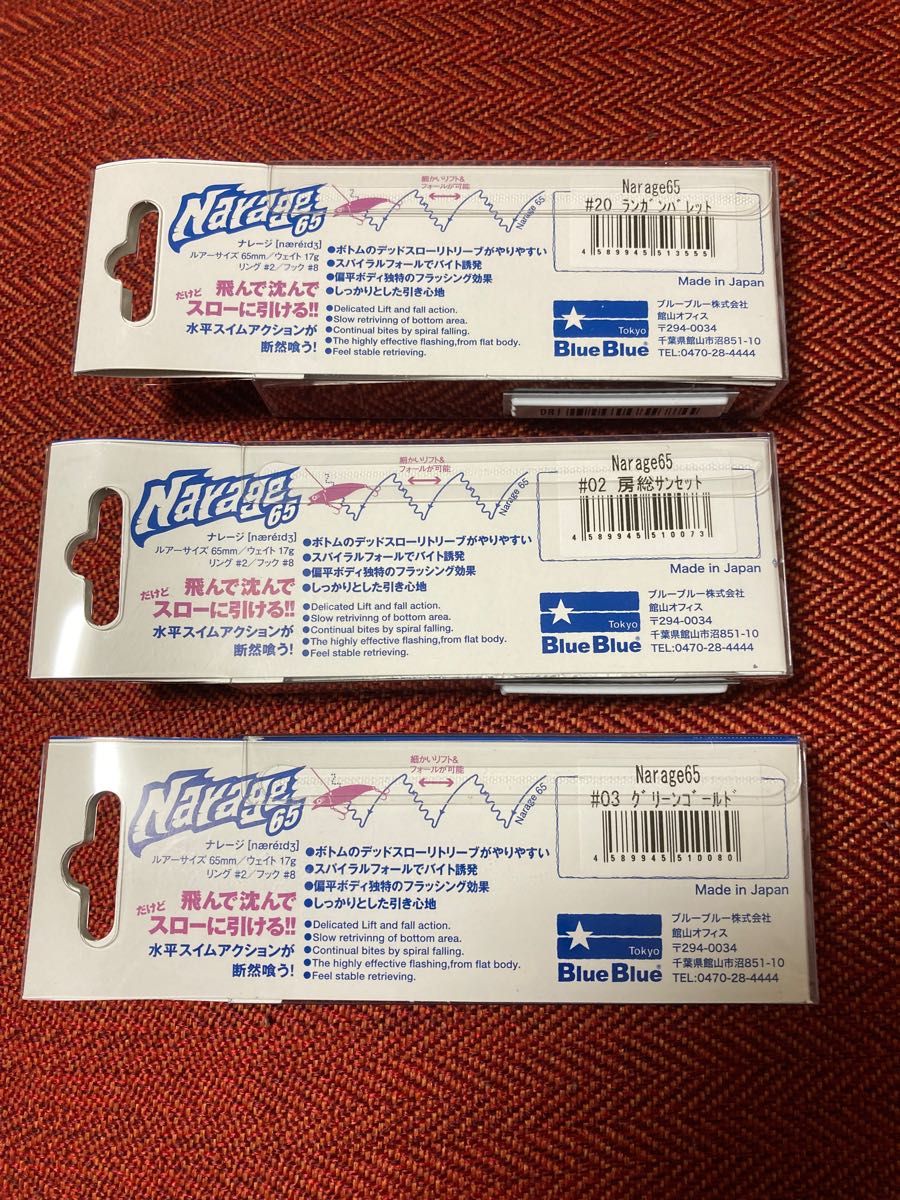 Narage 65
ナレージ [næréɪdʒ]
ルアーサイズ 65mm/ウェイト 17g
リング #2/フック #8
だけど 飛んで沈んで
スローに引ける!!
水平スイムアクションが
断然喰う!
細かいリフト&
フォールが可能
Narage 65
●ボトムのデッドスローリトリーブがやりやすい
●スパイラルフォールでバイト誘発
●偏平ボディ独特のフラッシング効果
●しっかりとした引き心地
●Delicated Lift and fall action.
●Slow retrivinng of bottom area.
●Continual bites by spiral falling.
●The highly effective flashing,from flat body.
●Feel stable retrieving.
Narage65
#20 ランガンバレット
4 589945 513555
Made in Japan
Tokyo
BlueBlue®
ブルーブルー株式会社
館山オフィス
〒294-0034
千葉県館山市沼851-10
TEL:0470-28-4444
DRI
Narage 65
ナレージ [næréɪdʒ]
ルアーサイズ 65mm/ウェイト 17g
リング #2/フック #8
だけど 飛んで沈んで
スローに引ける!!
水平スイムアクションが
断然喰う!
細かいリフト&
フォールが可能
Narage 65
●ボトムのデッドスローリトリーブがやりやすい
●スパイラルフォールでバイト誘発
●偏平ボディ独特のフラッシング効果
●しっかりとした引き心地
●Delicated Lift and fall action.
●Slow retrivinng of bottom area.
●Continual bites by spiral falling.
●The highly effective flashing,from flat body.
●Feel stable retrieving.
Narage65
#02 房総サンセット
4 589945 510073
Made in Japan
Tokyo
BlueBlue®
ブルーブルー株式会社
館山オフィス
〒294-0034
千葉県館山市沼851-10
TEL:0470-28-4444
Narage 65
ナレージ [næréɪdʒ]
ルアーサイズ 65mm/ウェイト 17g
リング #2/フック #8
だけど 飛んで沈んで
スローに引ける!!
水平スイムアクションが
断然喰う!
細かいリフト&
フォールが可能
Narage 65
●ボトムのデッドスローリトリーブがやりやすい
●スパイラルフォールでバイト誘発
●偏平ボディ独特のフラッシング効果
●しっかりとした引き心地
●Delicated Lift and fall action.
●Slow retrivinng of bottom area.
●Continual bites by spiral falling.
●The highly effective flashing,from flat body.
●Feel stable retrieving.
Narage65
#03 グリーンゴールド
4 589945 510080
Made in Japan
Tokyo
BlueBlue®
ブルーブルー株式会社
館山オフィス
〒294-0034
千葉県館山市沼851-10
TEL:0470-28-4444